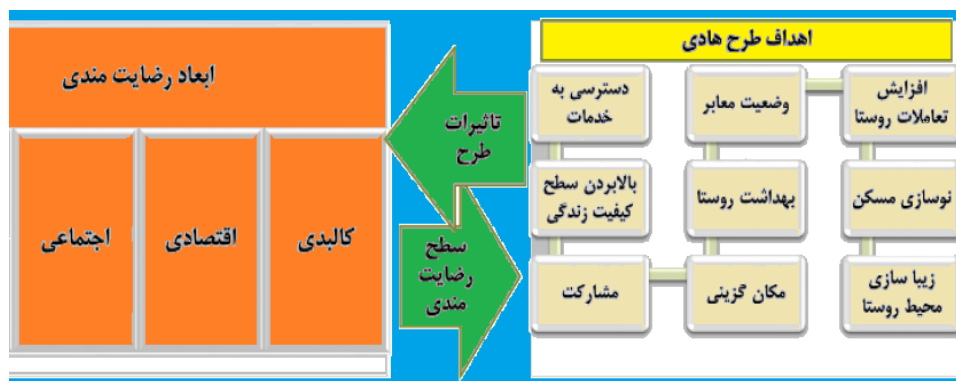 اهداف طرح هادی
افزایش
تعاملات روستا
وضعیت معابر
دسترسی به
خدمات
نوسازی مسکن
بهداشت روستا
بالابردن سطح
کیفیت زندگی
زیبا سازی
محیط روستا
مکان گزینی
مشارکت
تاثیرات
طرح
سطح
رضایت
مندی
ابعاد رضایت مندی
کالبدی
اقتصادی
اجتماعی